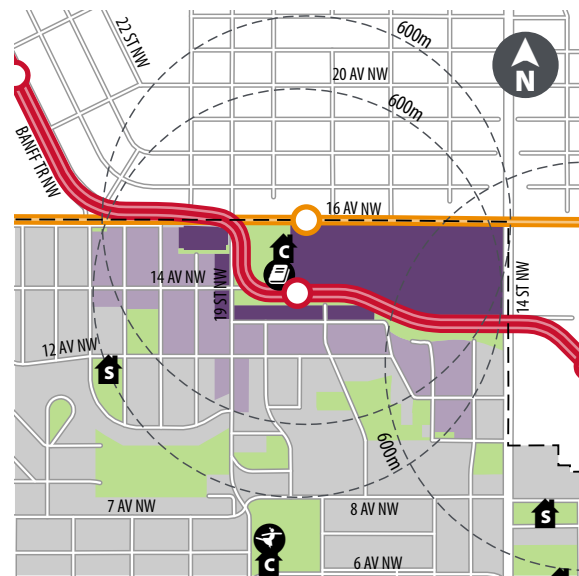 22 ST NW
600m
20 AV NW
N
600m
BANFF TR NW
16 AV NW
C
14 AV NW
19 ST NW
14 ST NW
12 AV NW
S
600m
7 AV NW
8 AV NW
S
C
6 AV NW